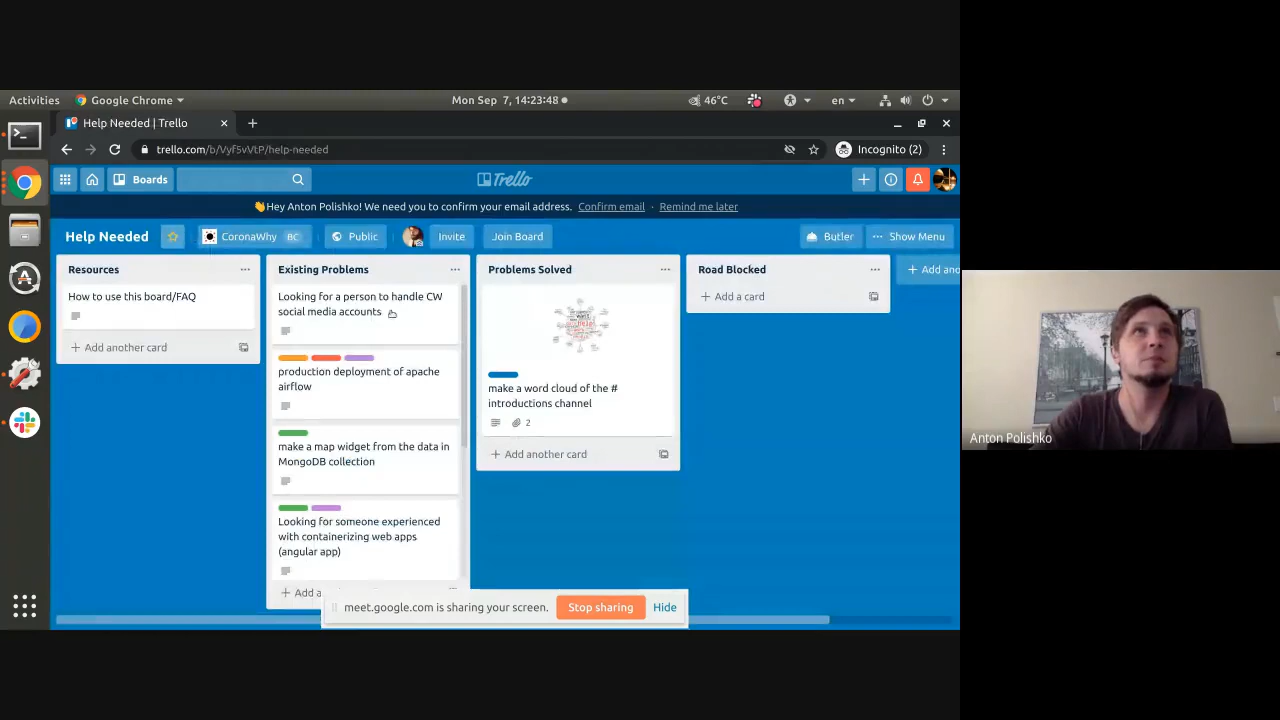 Activities
Google Chrome
Mon Sep 7, 14:23:48
46°C
en
Help Needed | Trello
trello.com/b/Vyf5vVtP/help-needed
Incognito (2)
Boards
Trello
👋Hey Anton Polishko! We need you to confirm your email address. Confirm email · Remind me later
Help Needed
CoronaWhy BC
Public
Invite
Join Board
Butler
··· Show Menu
Resources
How to use this board/FAQ
+ Add another card
Existing Problems
Looking for a person to handle CW
social media accounts
production deployment of apache
airflow
make a map widget from the data in
MongoDB collection
Looking for someone experienced
with containerizing web apps
(angular app)
+ Add a
Problems Solved
make a word cloud of the #
introductions channel
2
+ Add another card
Road Blocked
+ Add a card
+ Add ano
meet.google.com is sharing your screen.
Stop sharing
Hide
Anton Polishko